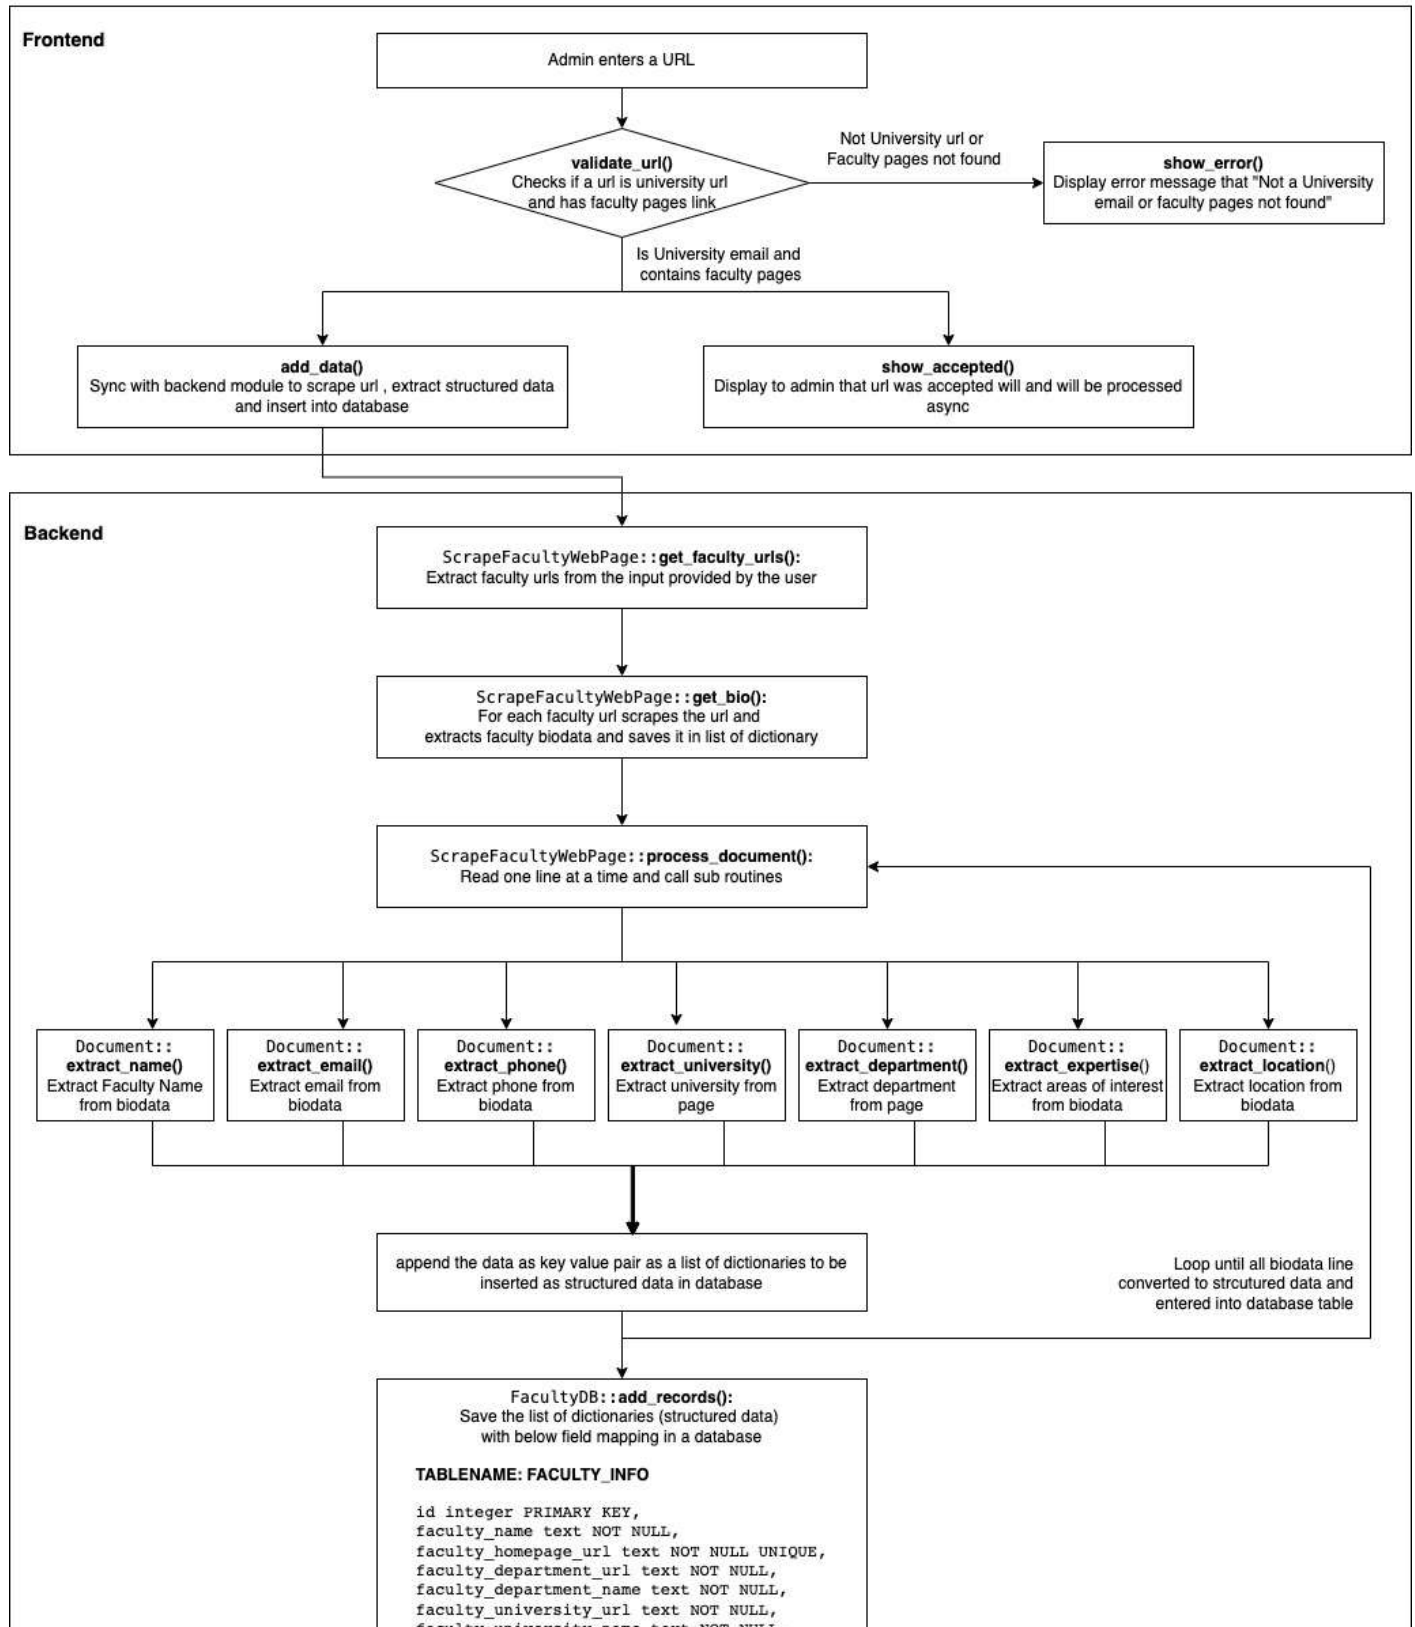 Frontend
Admin enters a URL
validate_url()
Checks if a url is university url
and has faculty pages link
Not University url or
Faculty pages not found
show_error()
Display error message that "Not a University
email or faculty pages not found"
Is University email and
contains faculty pages
add_data()
Sync with backend module to scrape url , extract structured data
and insert into database
show_accepted()
Display to admin that url was accepted will and will be processed
async
Backend
ScrapeFacultyWebPage::get_faculty_urls():
Extract faculty urls from the input provided by the user
ScrapeFacultyWebPage::get_bio():
For each faculty url scrapes the url and
extracts faculty biodata and saves it in list of dictionary
ScrapeFacultyWebPage::process_document():
Read one line at a time and call sub routines
Document::
extract_name()
Extract Faculty Name
from biodata
Document::
extract_email()
Extract email from
biodata
Document::
extract_phone()
Extract phone from
biodata
Document::
extract_university()
Extract university from
page
Document::
extract_department()
Extract department
from page
Document::
extract_expertise()
Extract areas of interest
from biodata
Document::
extract_location()
Extract location from
biodata
append the data as key value pair as a list of dictionaries to be
inserted as structured data in database
Loop until all biodata line
converted to strcutured data and
entered into database table
FacultyDB::add_records():
Save the list of dictionaries (structured data)
with below field mapping in a database
TABLENAME: FACULTY_INFO
id integer PRIMARY KEY,
faculty_name text NOT NULL,
faculty_homepage_url text NOT NULL UNIQUE,
faculty_department_url text NOT NULL,
faculty_department_name text NOT NULL,
faculty_university_url text NOT NULL,